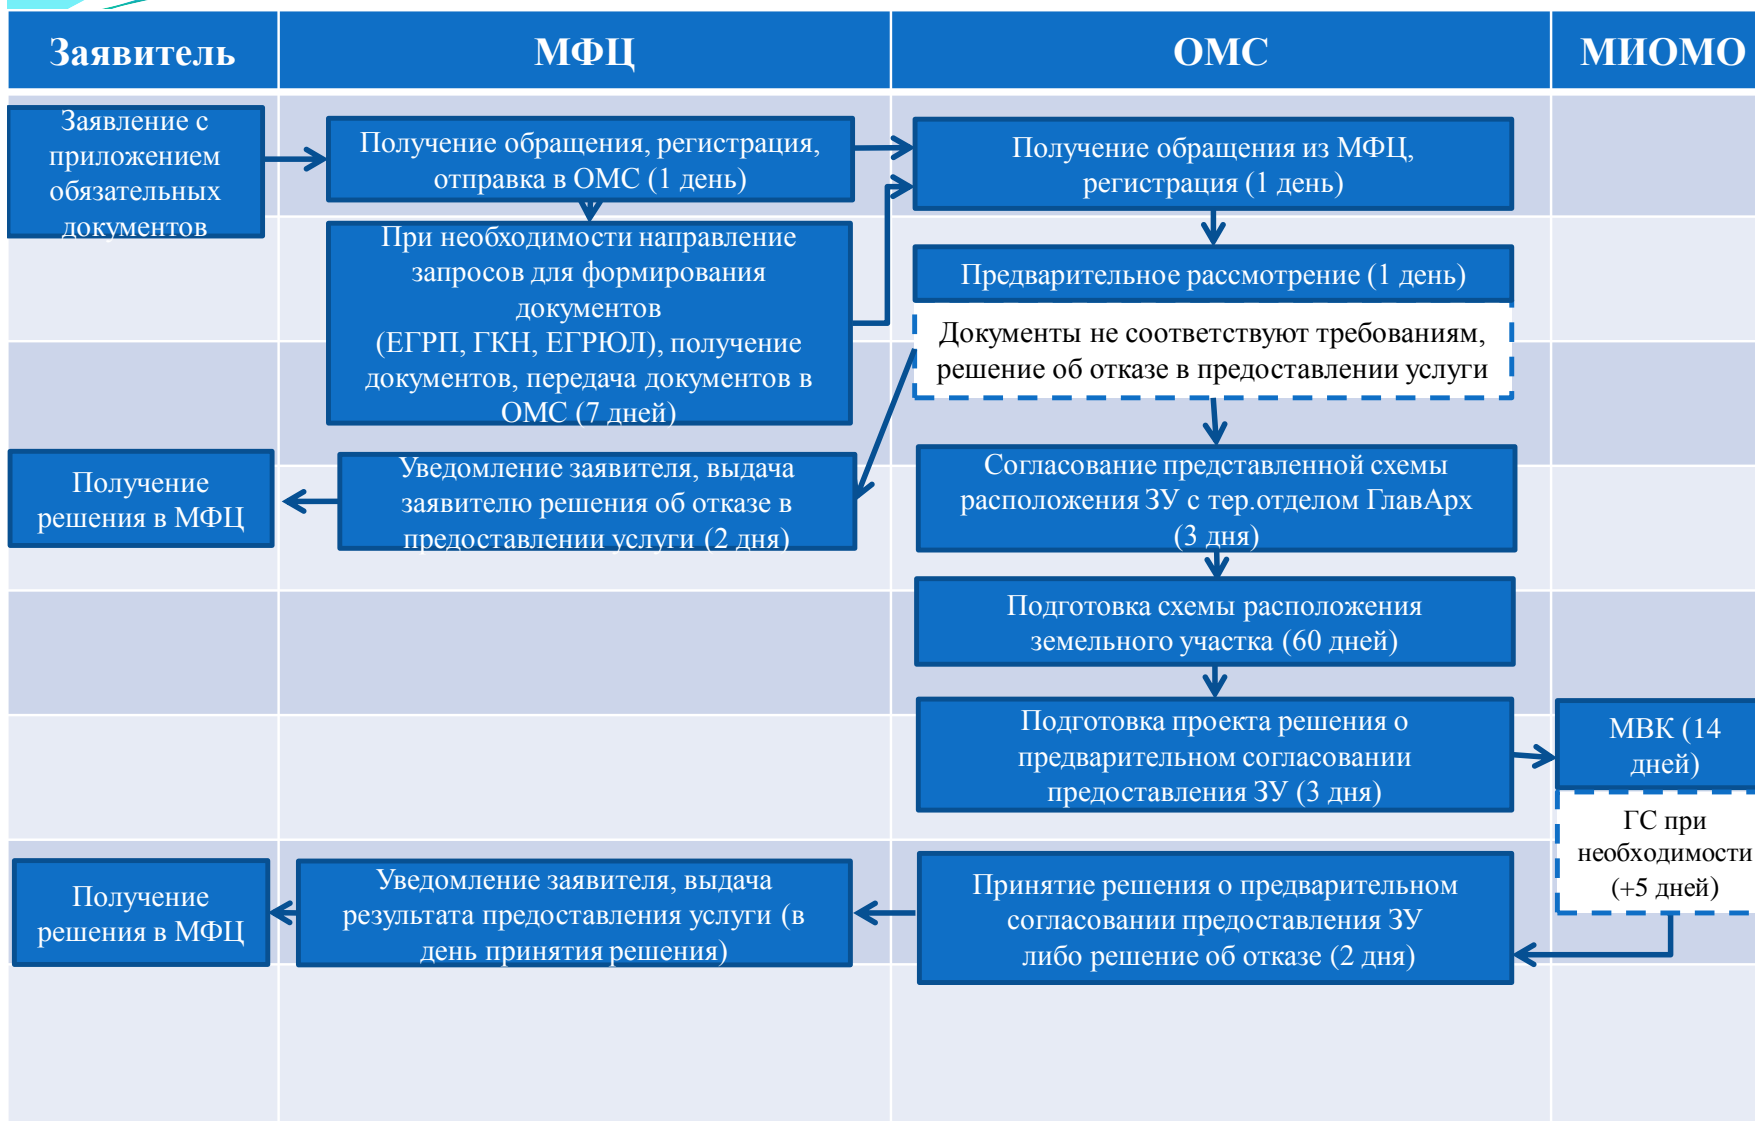 Заявитель
МФЦ
ОМС
МИОМО
Заявление с
приложением
обязательных
документов
Получение обращения, регистрация,
отправка в ОМС (1 день)
Получение обращения из МФЦ,
регистрация (1 день)
При необходимости направление
запросов для формирования
документов
(ЕГРП, ГКН, ЕГРЮЛ), получение
документов, передача документов в
ОМС (7 дней)
Предварительное рассмотрение (1 день)
Документы не соответствуют требованиям,
решение об отказе в предоставлении услуги
Получение
решения в МФЦ
Уведомление заявителя, выдача
заявителю решения об отказе в
предоставлении услуги (2 дня)
Согласование представленной схемы
расположения ЗУ с тер.отделом ГлавАрх
(3 дня)
Подготовка схемы расположения
земельного участка (60 дней)
Подготовка проекта решения о
предварительном согласовании
предоставления ЗУ (3 дня)
МВК (14
дней)
ГС при
необходимости
(+5 дней)
Получение
решения в МФЦ
Уведомление заявителя, выдача
результата предоставления услуги (в
день принятия решения)
Принятие решения о предварительном
согласовании предоставления ЗУ
либо решение об отказе (2 дня)